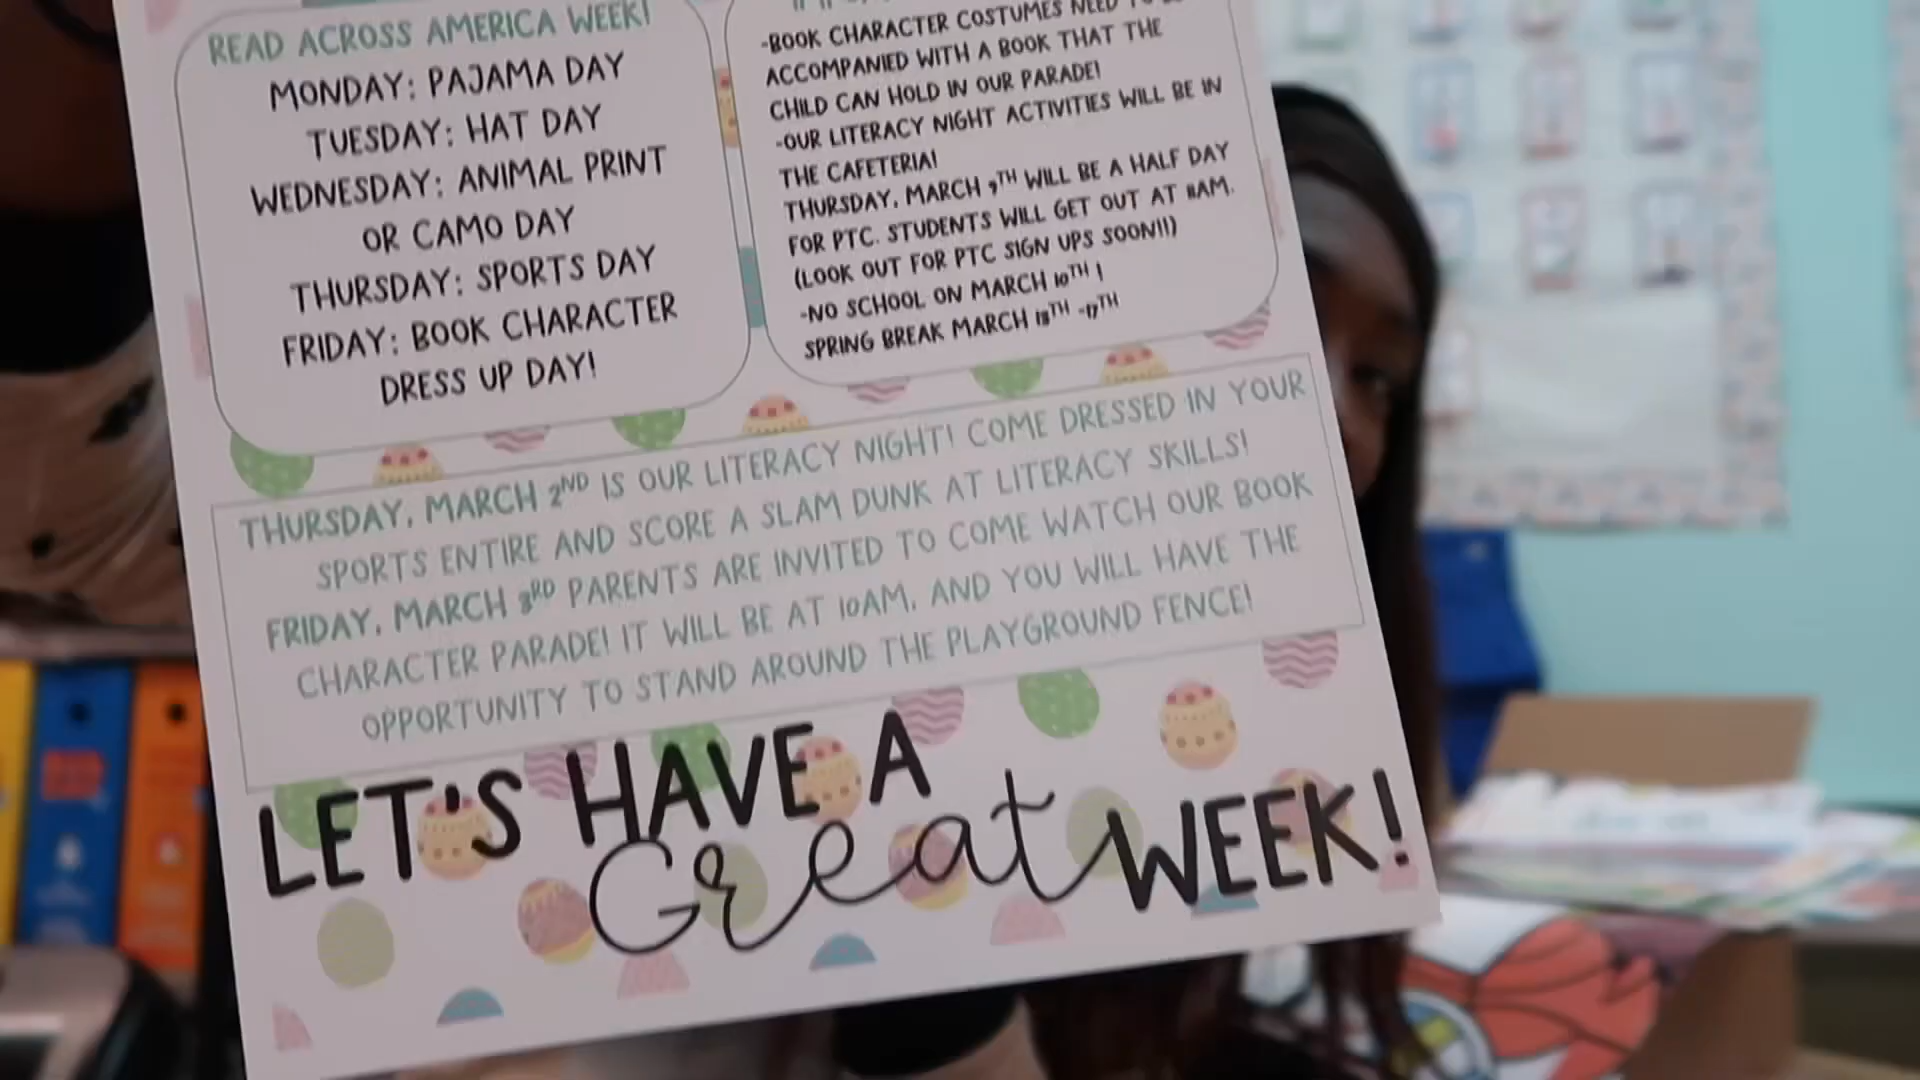 READ ACROSS AMERICA WEEK!
MONDAY: PAJAMA DAY
TUESDAY: HAT DAY
WEDNESDAY: ANIMAL PRINT
OR CAMO DAY
THURSDAY: SPORTS DAY
FRIDAY: BOOK CHARACTER
DRESS UP DAY!
-BOOK CHARACTER COSTUMES NEED
ACCOMPANIED WITH A BOOK THAT THE
CHILD CAN HOLD IN OUR PARADE!
-OUR LITERACY NIGHT ACTIVITIES WILL BE IN
THE CAFETERIA!
THURSDAY, MARCH 9TH WILL BE A HALF DAY
FOR PTC. STUDENTS WILL GET OUT AT 11AM.
(LOOK OUT FOR PTC SIGN UPS SOON!!)
-NO SCHOOL ON MARCH 10TH !
SPRING BREAK MARCH 13TH -17TH
THURSDAY, MARCH 2ND IS OUR LITERACY NIGHT! COME DRESSED IN YOUR
SPORTS ENTIRE AND SCORE A SLAM DUNK AT LITERACY SKILLS!
FRIDAY, MARCH 3RD PARENTS ARE INVITED TO COME WATCH OUR BOOK
CHARACTER PARADE! IT WILL BE AT 10AM, AND YOU WILL HAVE THE
OPPORTUNITY TO STAND AROUND THE PLAYGROUND FENCE!
LET'S HAVE A
Great WEEK!